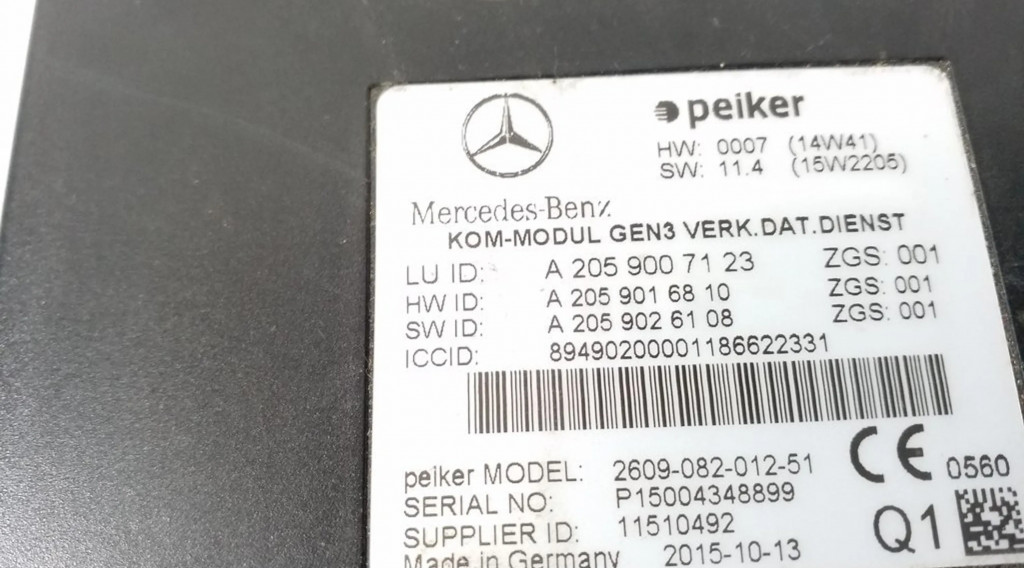 peiker
HW: 0007 (14W41)
SW: 11.4 (15W2205)
Mercedes-Benz
KOM-MODUL GEN3 VERK.DAT.DIENST
LU ID: A 205 900 71 23 ZGS: 001
HW ID: A 205 901 68 10 ZGS: 001
SW ID: A 205 902 61 08 ZGS: 001
ICCID: 89490200001186622331
peiker MODEL: 2609-082-012-51
CE 0560
SERIAL NO: P15004348899
SUPPLIER ID: 11510492
Q1
Made in Germany 2015-10-13